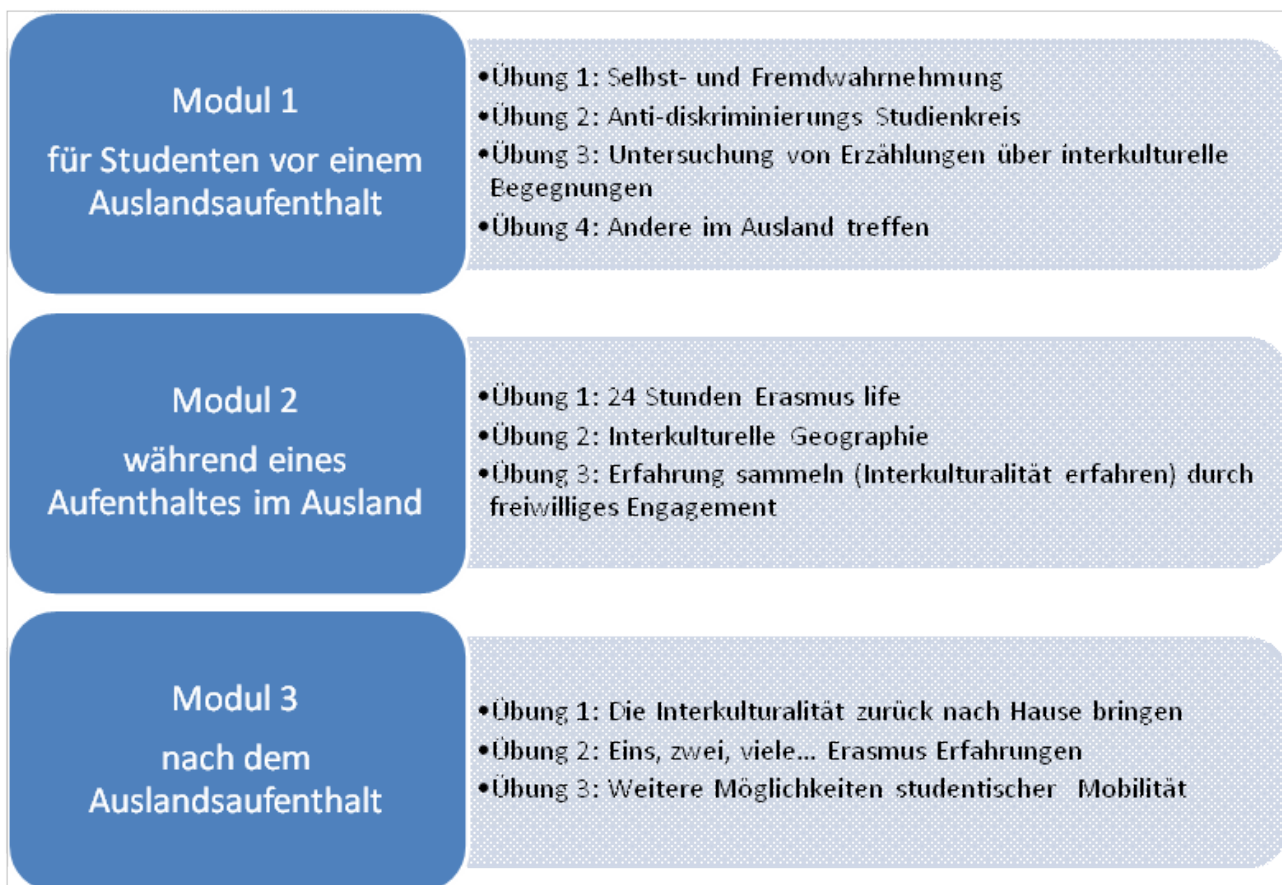 Modul 1
für Studenten vor einem
Auslandsaufenthalt
•Übung 1: Selbst- und Fremdwahrnehmung
•Übung 2: Anti-diskriminierungs Studienkreis
•Übung 3: Untersuchung von Erzählungen über interkulturelle
Begegnungen
•Übung 4: Andere im Ausland treffen
Modul 2
während eines
Aufenthaltes im Ausland
•Übung 1: 24 Stunden Erasmus life
•Übung 2: Interkulturelle Geographie
•Übung 3: Erfahrung sammeln (Interkulturalität erfahren) durch
freiwilliges Engagement
Modul 3
nach dem
Auslandsaufenthalt
•Übung 1: Die Interkulturalität zurück nach Hause bringen
•Übung 2: Eins, zwei, viele... Erasmus Erfahrungen
•Übung 3: Weitere Möglichkeiten studentischer Mobilität